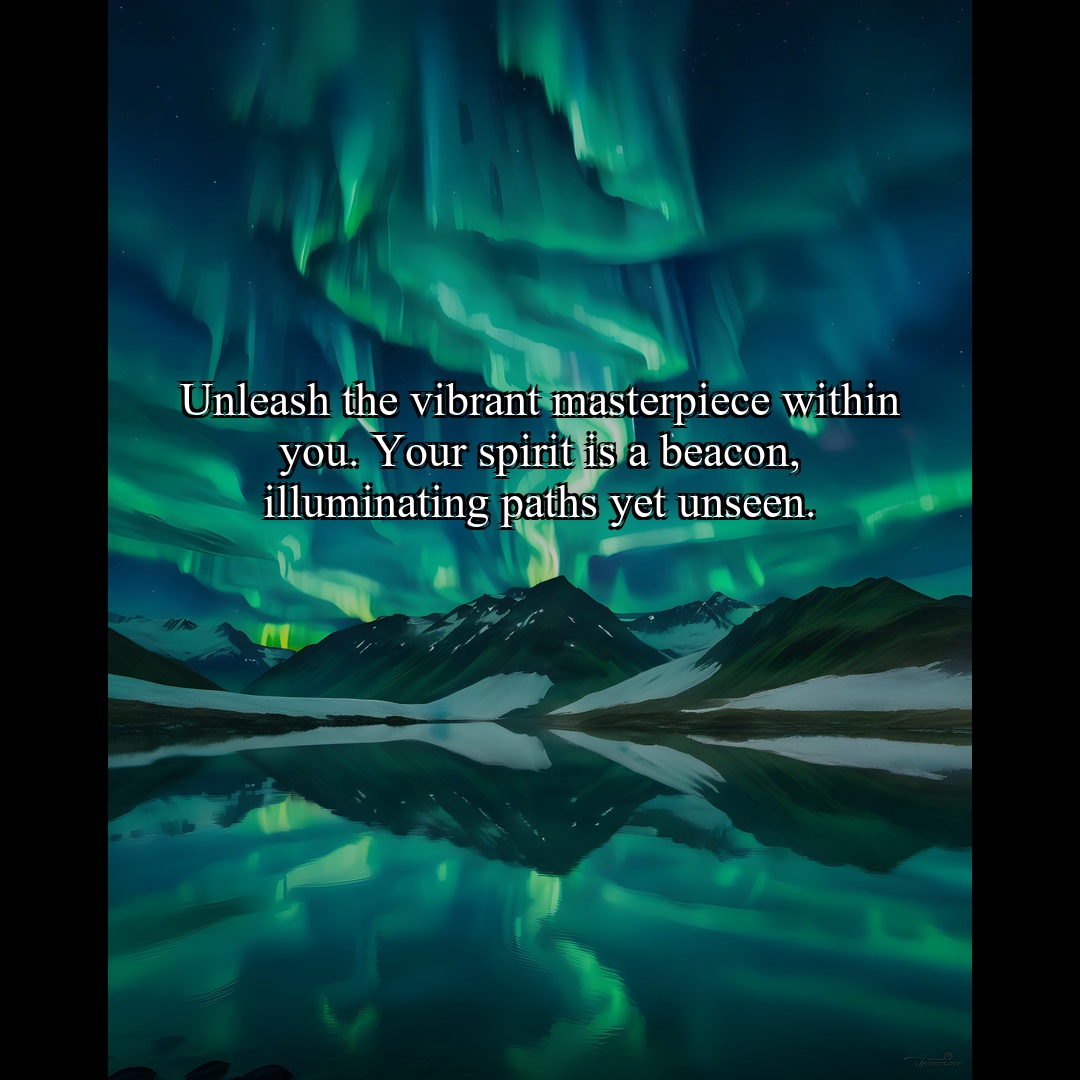 Unleash the vibrant masterpiece within
you. Your spirit is a beacon,
illuminating paths yet unseen.